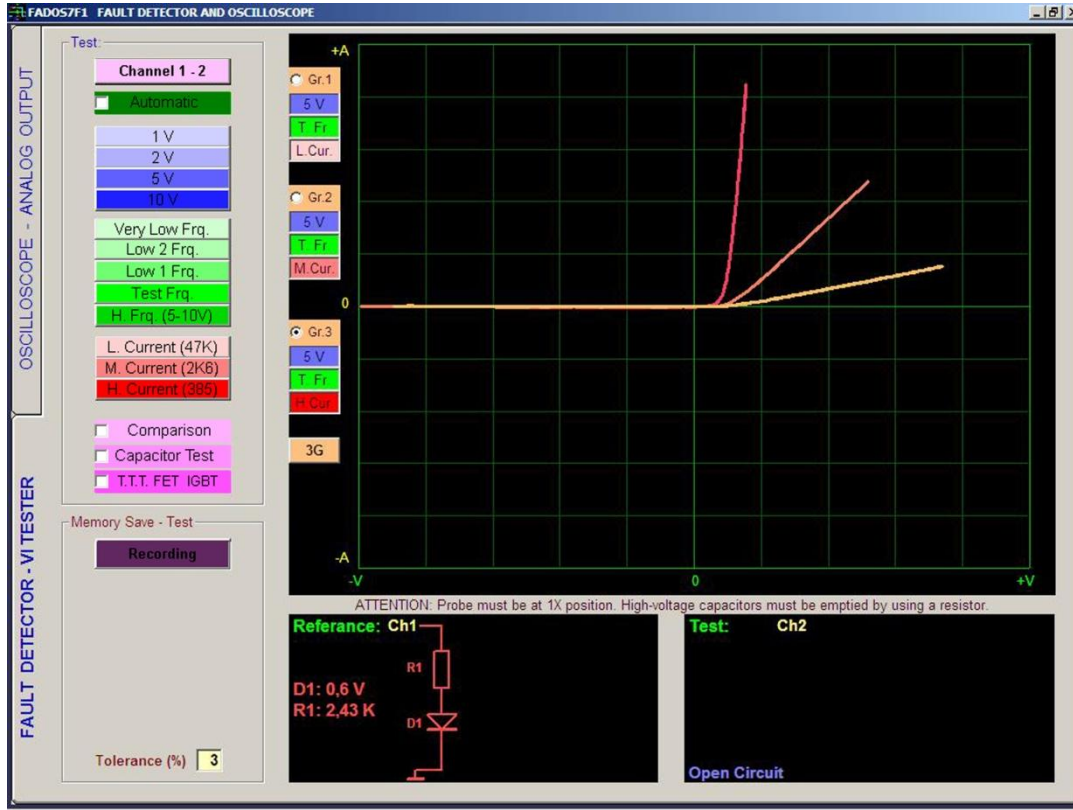 FADOS7F1 FAULT DETECTOR AND OSCILLOSCOPE
OSCILLOSCOPE - ANALOG OUTPUT
FAULT DETECTOR - VI TESTER
Test:
Channel 1 - 2
Automatic
1 V
2 V
5 V
10 V
Very Low Frq.
Low 2 Frq.
Low 1 Frq.
Test Frq.
H. Frq. (5-10V)
L. Current (47K)
M. Current (2K6)
H. Current (385)
Comparison
Capacitor Test
T.T.T. FET IGBT
Memory Save - Test
Recording
Tolerance (%) 3
+A
Gr.1
5 V
T. Fr
L.Cur.
Gr.2
5 V
T. Fr
M.Cur.
0
Gr.3
5 V
T. Fr
H.Cur
3G
-A
-V 0 +V
ATTENTION: Probe must be at 1X position. High-voltage capacitors must be emptied by using a resistor.
Referance: Ch1
R1
D1: 0,6 V
R1: 2,43 K
D1
Test: Ch2
Open Circuit